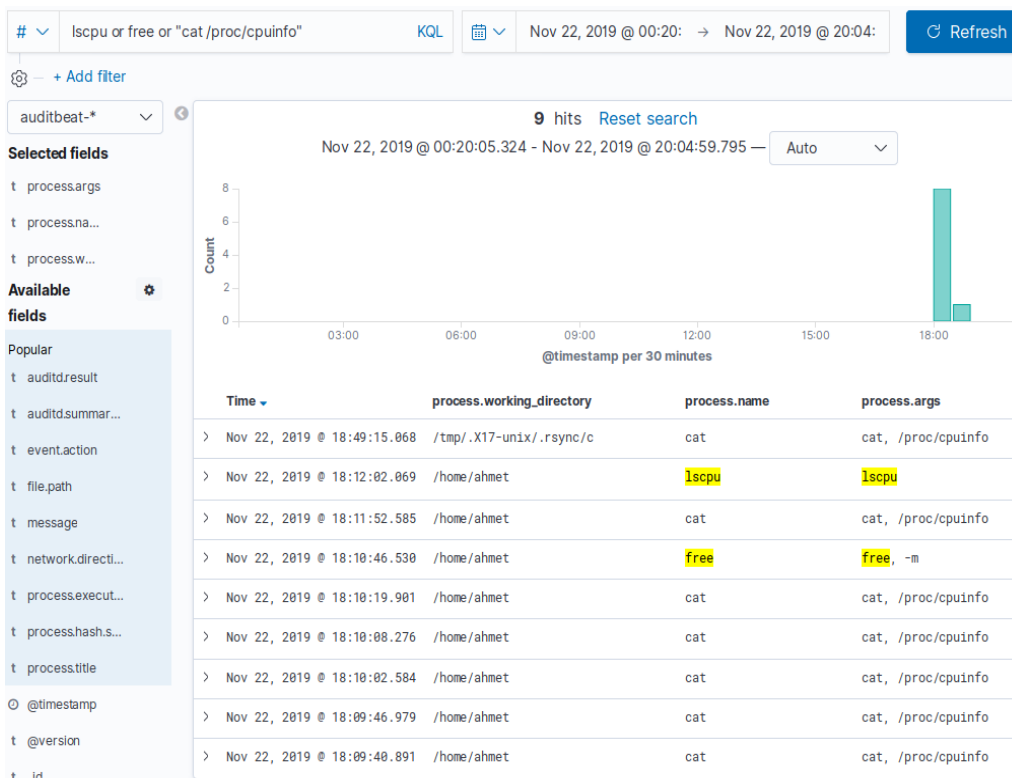 # lscpu or free or "cat /proc/cpuinfo" KQL Nov 22, 2019 @ 00:20: → Nov 22, 2019 @ 20:04: Refresh
+ Add filter
auditbeat-*
Selected fields
t process.args
t process.na...
t process.w...
Available
fields
Popular
t auditd.result
t auditd.summar...
t event.action
t file.path
t message
t network.directi...
t process.execut...
t process.hash.s...
t process.title
@timestamp
t @version
t _id
9 hits Reset search
Nov 22, 2019 @ 00:20:05.324 - Nov 22, 2019 @ 20:04:59.795 — Auto
Count
8
6
4
2
0
03:00 06:00 09:00 12:00 15:00 18:00
@timestamp per 30 minutes
Time process.working_directory process.name process.args
Nov 22, 2019 @ 18:49:15.068 /tmp/.X17-unix/.rsync/c cat cat, /proc/cpuinfo
Nov 22, 2019 @ 18:12:02.069 /home/ahmet lscpu lscpu
Nov 22, 2019 @ 18:11:52.585 /home/ahmet cat cat, /proc/cpuinfo
Nov 22, 2019 @ 18:10:46.530 /home/ahmet free free, -m
Nov 22, 2019 @ 18:10:19.901 /home/ahmet cat cat, /proc/cpuinfo
Nov 22, 2019 @ 18:10:08.276 /home/ahmet cat cat, /proc/cpuinfo
Nov 22, 2019 @ 18:10:02.584 /home/ahmet cat cat, /proc/cpuinfo
Nov 22, 2019 @ 18:09:46.979 /home/ahmet cat cat, /proc/cpuinfo
Nov 22, 2019 @ 18:09:40.891 /home/ahmet cat cat, /proc/cpuinfo